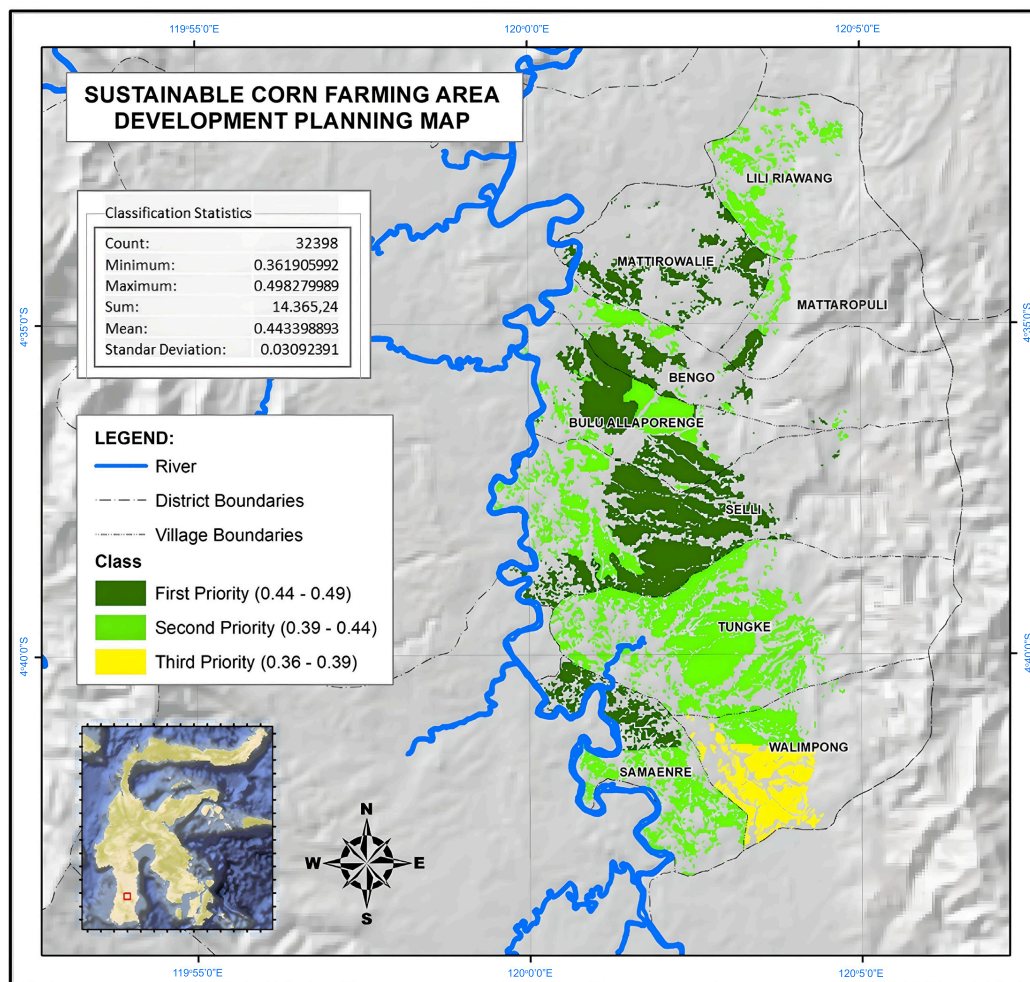 119°55'0"E 120°0'0"E 120°5'0"E
SUSTAINABLE CORN FARMING AREA
DEVELOPMENT PLANNING MAP
Classification Statistics
Count: 32398
Minimum: 0.361905992
Maximum: 0.498279989
Sum: 14.365,24
Mean: 0.443398893
Standar Deviation: 0.03092391
LILI RIAWANG
MATTIROWALIE
MATTAROPULI
4°35'0"S 4°35'0"S
BENGO
BULU ALLAPORENGE
SELLI
LEGEND:
River
District Boundaries
Village Boundaries
Class
First Priority (0.44 - 0.49)
Second Priority (0.39 - 0.44)
Third Priority (0.36 - 0.39)
TUNGKE
4°40'0"S 4°40'0"S
WALIMPONG
SAMAENRE
N
W E
S
119°55'0"E 120°0'0"E 120°5'0"E